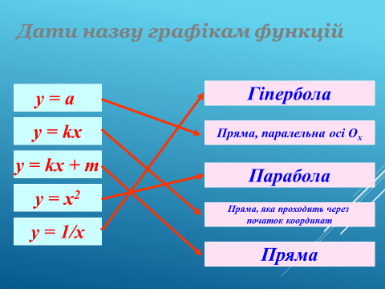 Дати назву графікам функцій
y = a
y = kx
y = kx + m
y = x²
y = 1/x
Гіпербола
Пряма, паралельна осі Oₓ
Парабола
Пряма, яка проходить через
початок координат
Пряма